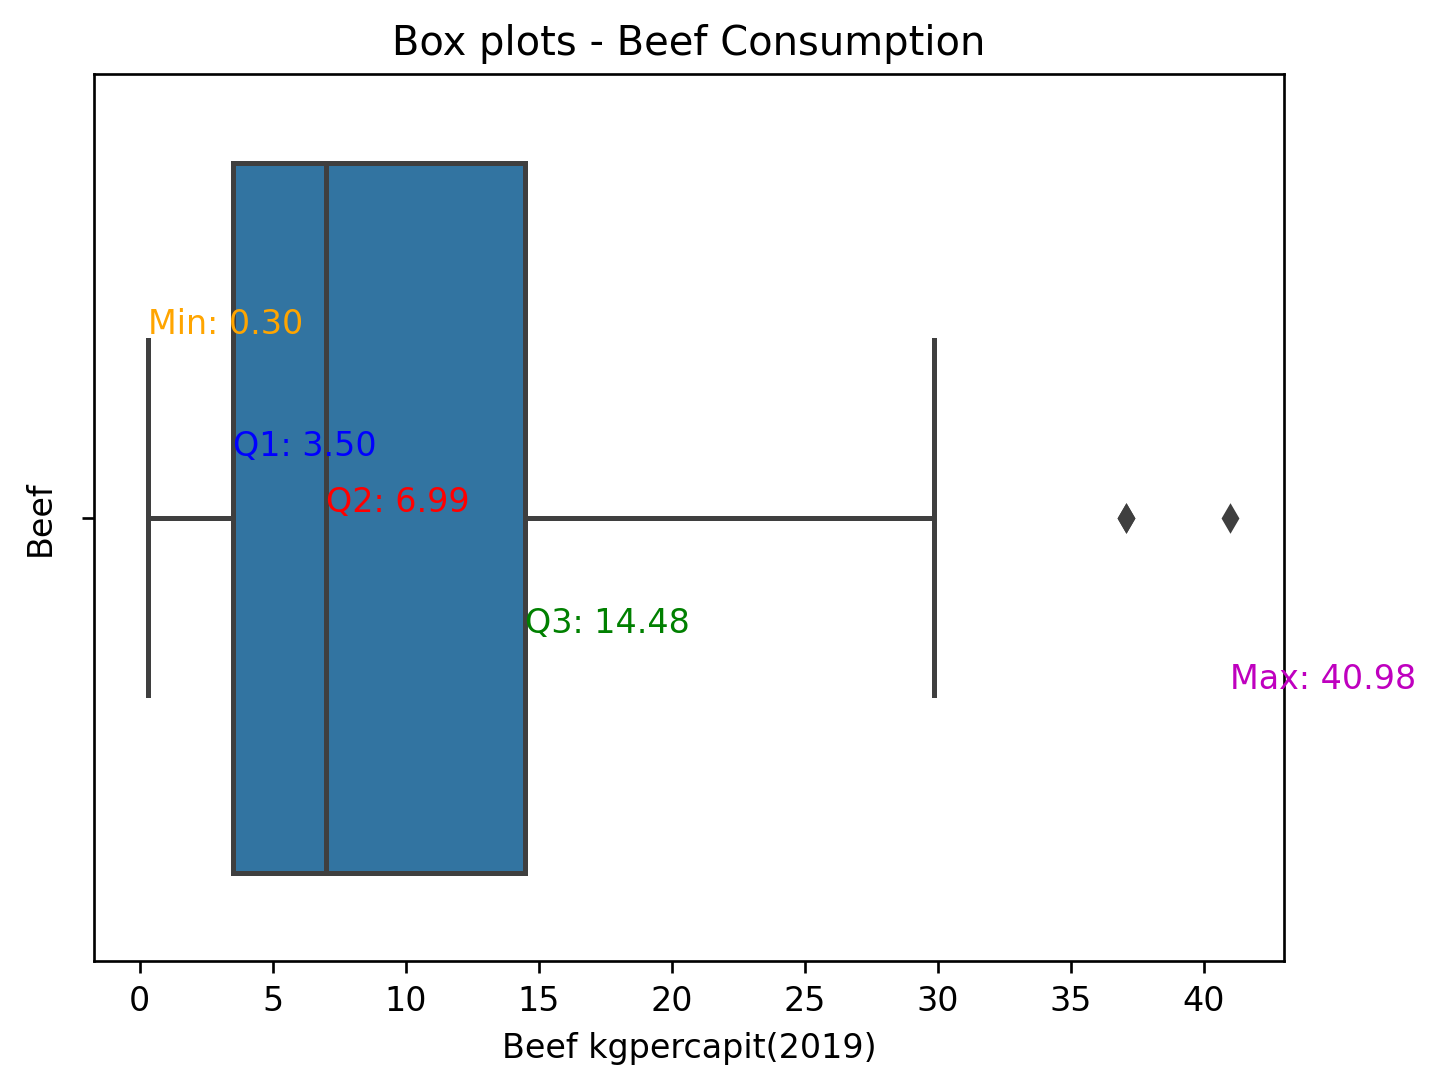 Box plots - Beef Consumption
Min: 0.30
Q1: 3.50
Q2: 6.99
Beef
Q3: 14.48
Max: 40.98
0 5 10 15 20 25 30 35 40
Beef kgpercapit(2019)